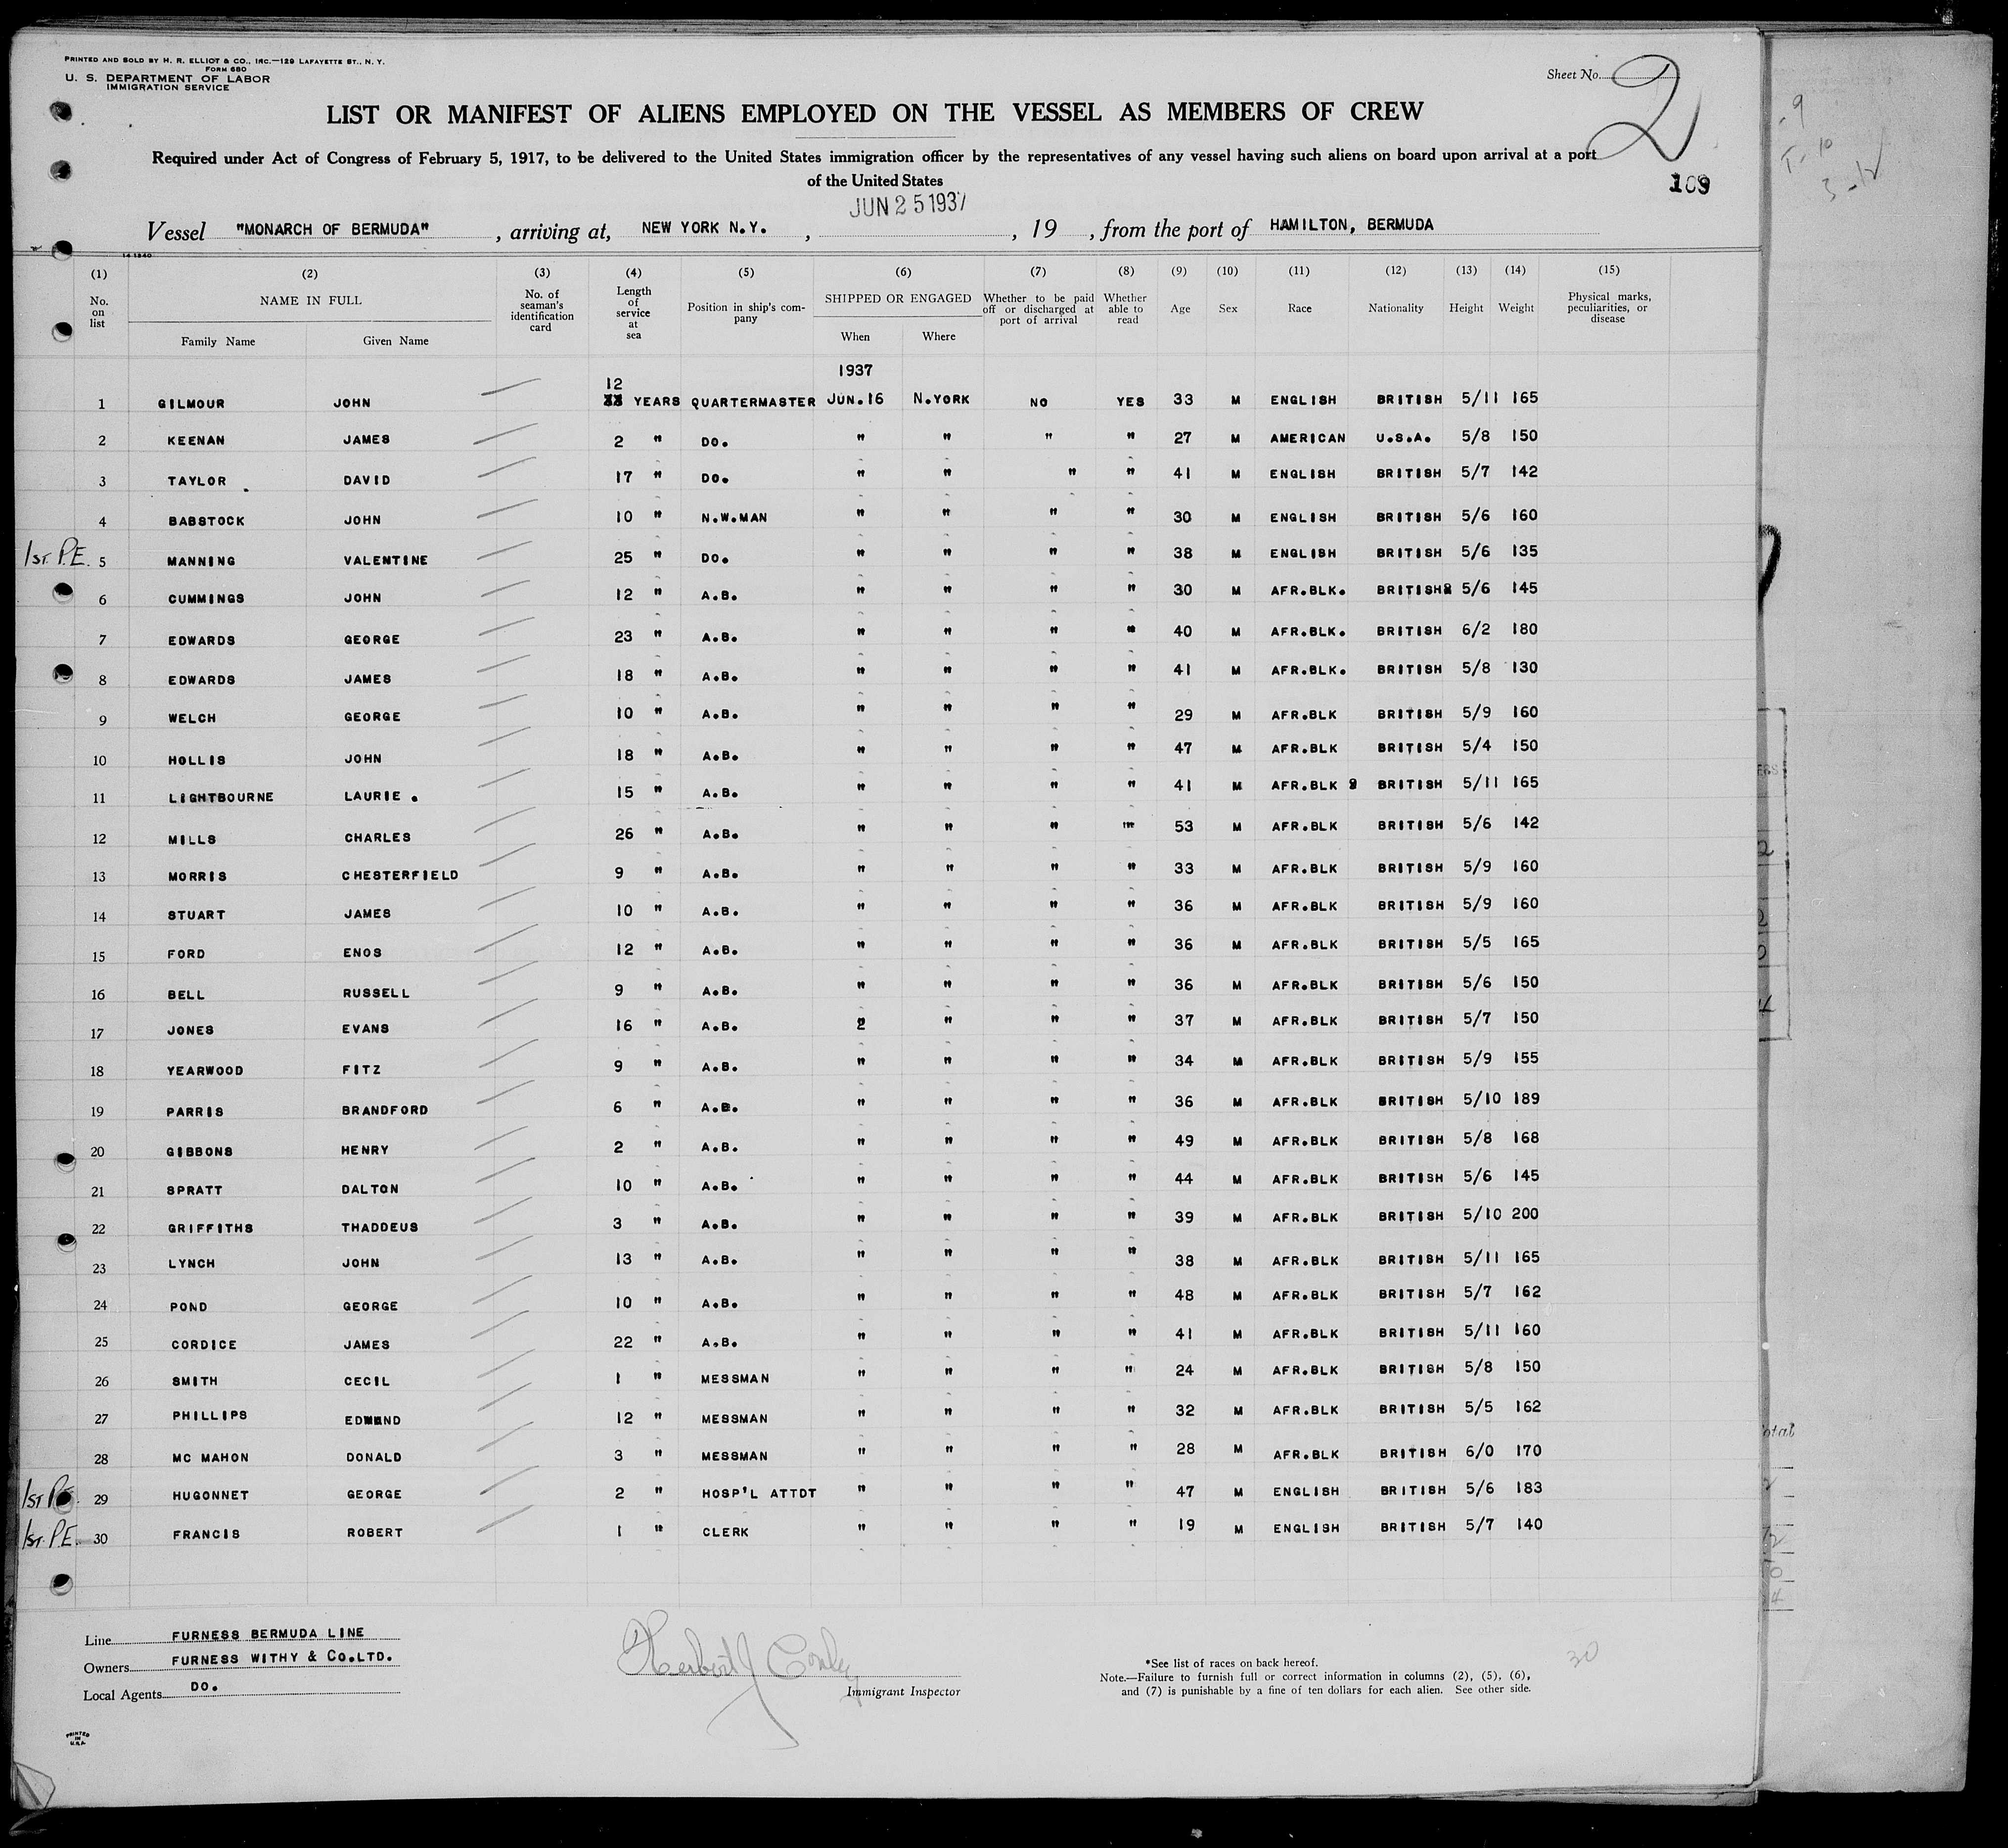 PRINTED AND SOLD BY H. R. ELLIOT & CO., INC.—129 LAFAYETTE ST., N. Y.
FORM 680
U. S. DEPARTMENT OF LABOR
IMMIGRATION SERVICE
Sheet No. 2
LIST OR MANIFEST OF ALIENS EMPLOYED ON THE VESSEL AS MEMBERS OF CREW
Required under Act of Congress of February 5, 1917, to be delivered to the United States immigration officer by the representatives of any vessel having such aliens on board upon arrival at a port
of the United States
109
JUN 25 1937
Vessel "MONARCH OF BERMUDA", arriving at, NEW YORK N.Y. , , 19 , from the port of HAMILTON, BERMUDA
(1) (2) (3) (4) (5) (6) (7) (8) (9) (10) (11) (12) (13) (14) (15)
No. on list
NAME IN FULL
Family Name Given Name
No. of seaman's identification card
Length of service at sea
Position in ship's company
SHIPPED OR ENGAGED
When Where
Whether to be paid off or discharged at port of arrival
Whether able to read
Age Sex Race Nationality Height Weight
Physical marks, peculiarities, or disease
1937
12
1 GILMOUR JOHN YEARS QUARTERMASTER JUN.16 N.YORK NO YES 33 M ENGLISH BRITISH 5/11 165
2 KEENAN JAMES 2 " DO. " " " " 27 M AMERICAN U.S.A. 5/8 150
3 TAYLOR DAVID 17 " DO. " " " " 41 M ENGLISH BRITISH 5/7 142
4 BABSTOCK JOHN 10 " N.W.MAN " " " " 30 M ENGLISH BRITISH 5/6 160
1st. P.E. 5 MANNING VALENTINE 25 " DO. " " " " 38 M ENGLISH BRITISH 5/6 135
6 CUMMINGS JOHN 12 " A.B. " " " " 30 M AFR.BLK. BRITISH 5/6 145
7 EDWARDS GEORGE 23 " A.B. " " " " 40 M AFR.BLK. BRITISH 6/2 180
8 EDWARDS JAMES 18 " A.B. " " " " 41 M AFR.BLK. BRITISH 5/8 130
9 WELCH GEORGE 10 " A.B. " " " " 29 M AFR.BLK BRITISH 5/9 160
10 HOLLIS JOHN 18 " A.B. " " " " 47 M AFR.BLK BRITISH 5/4 150
11 LIGHTBOURNE LAURIE . 15 " A.B. " " " " 41 M AFR.BLK BRITISH 5/11 165
12 MILLS CHARLES 26 " A.B. " " " " 53 M AFR.BLK BRITISH 5/6 142
13 MORRIS CHESTERFIELD 9 " A.B. " " " " 33 M AFR.BLK BRITISH 5/9 160
14 STUART JAMES 10 " A.B. " " " " 36 M AFR.BLK BRITISH 5/9 160
15 FORD ENOS 12 " A.B. " " " " 36 M AFR.BLK BRITISH 5/5 165
16 BELL RUSSELL 9 " A.B. " " " " 36 M AFR.BLK BRITISH 5/6 150
17 JONES EVANS 16 " A.B. 2 " " " 37 M AFR.BLK BRITISH 5/7 150
18 YEARWOOD FITZ 9 " A.B. " " " " 34 M AFR.BLK BRITISH 5/9 155
19 PARRIS BRANDFORD 6 " A.B. " " " " 36 M AFR.BLK BRITISH 5/10 189
20 GIBBONS HENRY 2 " A.B. " " " " 49 M AFR.BLK BRITISH 5/8 168
21 SPRATT DALTON 10 " A.B. " " " " 44 M AFR.BLK BRITISH 5/6 145
22 GRIFFITHS THADDEUS 3 " A.B. " " " " 39 M AFR.BLK BRITISH 5/10 200
23 LYNCH JOHN 13 " A.B. " " " " 38 M AFR.BLK BRITISH 5/11 165
24 POND GEORGE 10 " A.B. " " " " 48 M AFR.BLK BRITISH 5/7 162
25 CORDICE JAMES 22 " A.B. " " " " 41 M AFR.BLK BRITISH 5/11 160
26 SMITH CECIL 1 " MESSMAN " " " " 24 M AFR.BLK BRITISH 5/8 150
27 PHILLIPS EDMUND 12 " MESSMAN " " " " 32 M AFR.BLK BRITISH 5/5 162
28 MC MAHON DONALD 3 " MESSMAN " " " " 28 M AFR.BLK BRITISH 6/0 170
1st P.E. 29 HUGONNET GEORGE 2 " HOSP'L ATTDT " " " " 47 M ENGLISH BRITISH 5/6 183
1st. P.E. 30 FRANCIS ROBERT 1 " CLERK " " " " 19 M ENGLISH BRITISH 5/7 140
Line FURNESS BERMUDA LINE
Owners FURNESS WITHY & CO.LTD.
Local Agents DO.
Herbert J Conley
Immigrant Inspector
*See list of races on back hereof.
Note.—Failure to furnish full or correct information in columns (2), (5), (6),
and (7) is punishable by a fine of ten dollars for each alien. See other side.
30
PRINTED IN U.S.A.